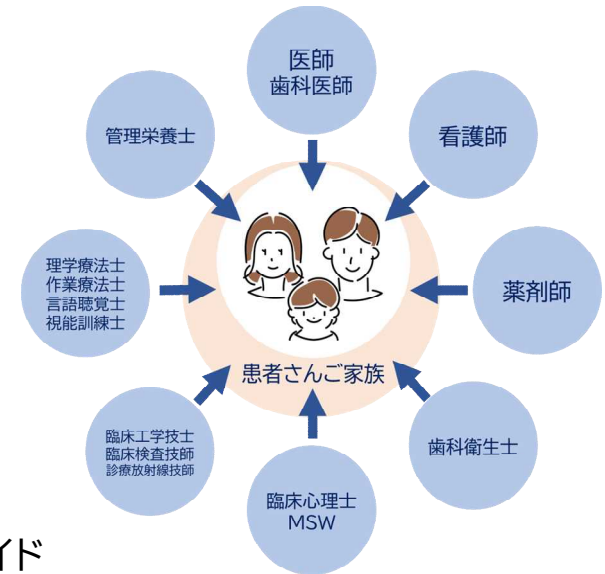 医師
歯科医師
看護師
薬剤師
歯科衛生士
臨床心理士
MSW
臨床工学技士
臨床検査技師
診療放射線技師
理学療法士
作業療法士
言語聴覚士
視能訓練士
管理栄養士
患者さんご家族
イド